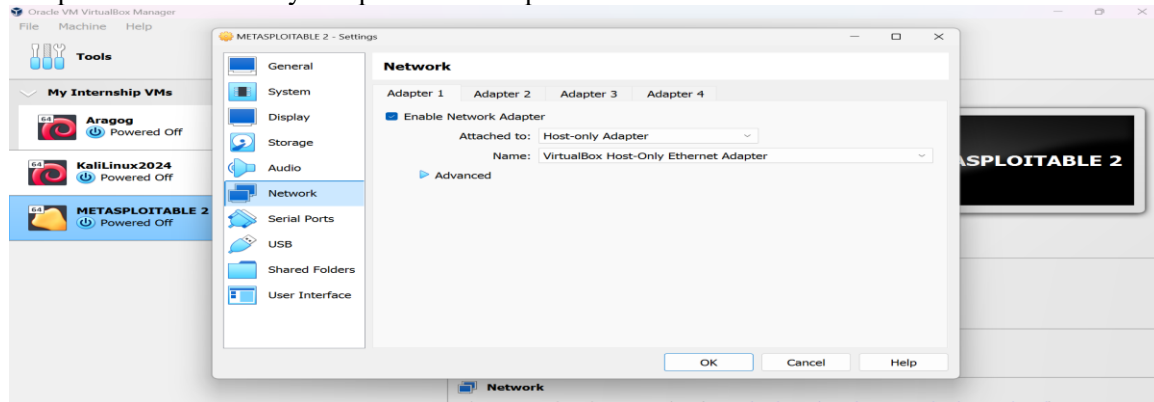 Oracle VM VirtualBox Manager
File Machine Help
Tools
My Internship VMs
64 Aragog
Powered Off
64 KaliLinux2024
Powered Off
64 METASPLOITABLE 2
Powered Off
METASPLOITABLE 2 - Settings
General
System
Display
Storage
Audio
Network
Serial Ports
USB
Shared Folders
User Interface
Network
Adapter 1 Adapter 2 Adapter 3 Adapter 4
Enable Network Adapter
Attached to: Host-only Adapter
Name: VirtualBox Host-Only Ethernet Adapter
Advanced
OK Cancel Help
ASPLOITABLE 2
Network